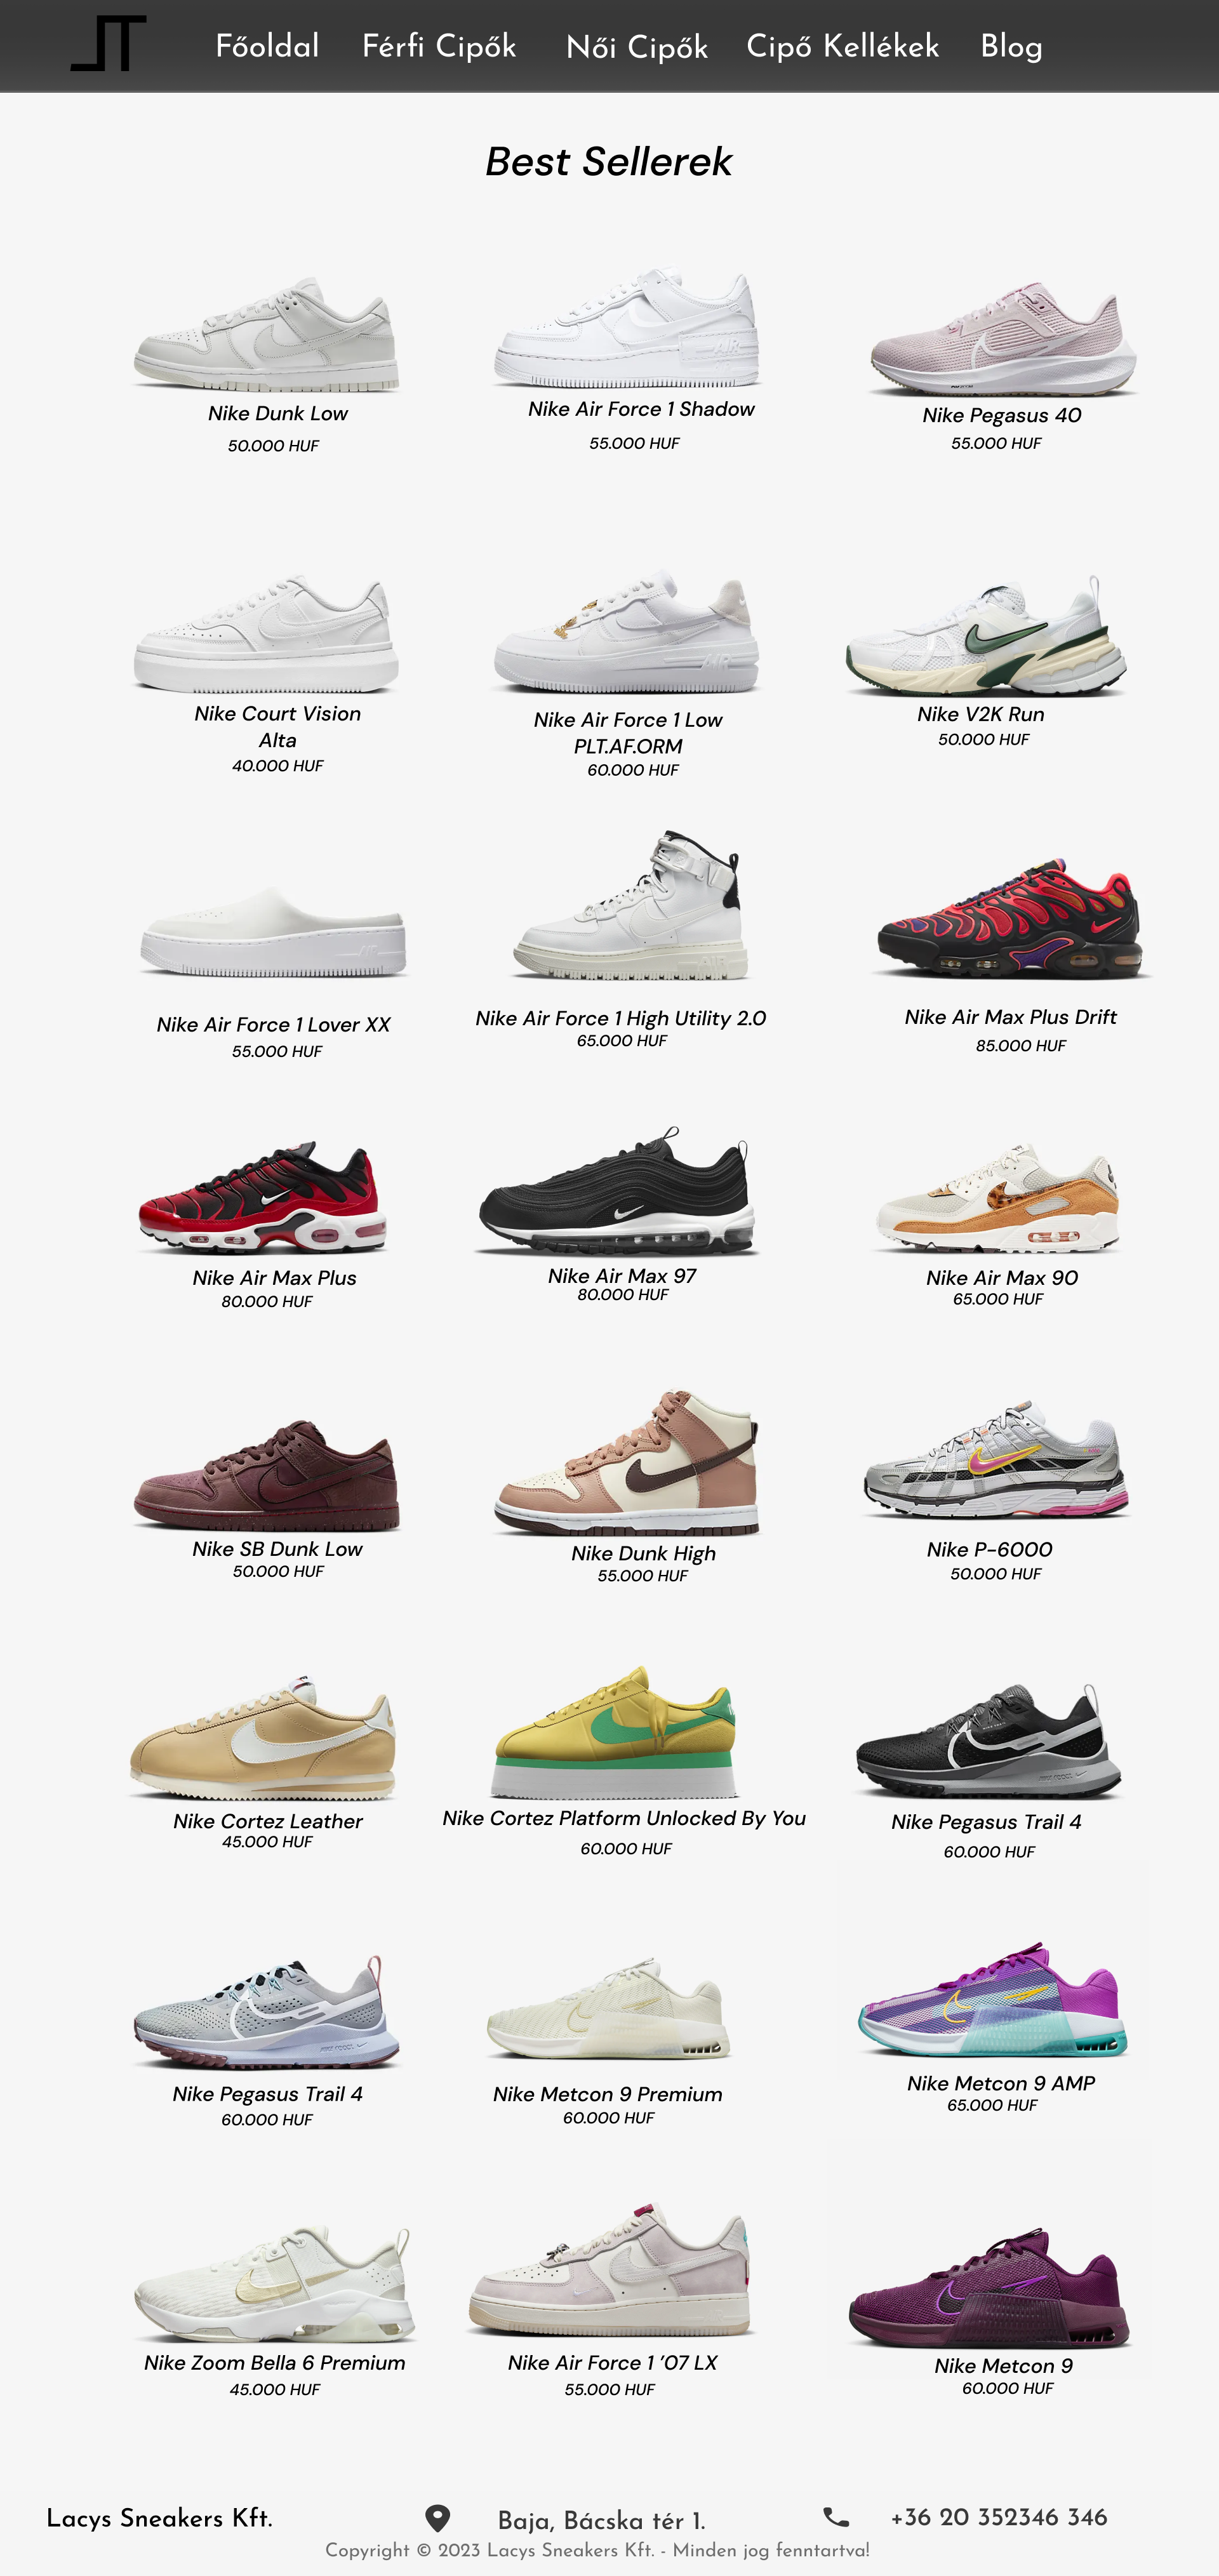 Főoldal Férfi Cipők Női Cipők Cipő Kellékek Blog
Best Sellerek
Nike Dunk Low
50.000 HUF
Nike Air Force 1 Shadow
55.000 HUF
Nike Pegasus 40
55.000 HUF
Nike Court Vision
Alta
40.000 HUF
Nike Air Force 1 Low
PLT.AF.ORM
60.000 HUF
Nike V2K Run
50.000 HUF
Nike Air Force 1 Lover XX
55.000 HUF
Nike Air Force 1 High Utility 2.0
65.000 HUF
Nike Air Max Plus Drift
85.000 HUF
Nike Air Max Plus
80.000 HUF
Nike Air Max 97
80.000 HUF
Nike Air Max 90
65.000 HUF
Nike SB Dunk Low
50.000 HUF
Nike Dunk High
55.000 HUF
Nike P-6000
50.000 HUF
Nike Cortez Leather
45.000 HUF
Nike Cortez Platform Unlocked By You
60.000 HUF
Nike Pegasus Trail 4
60.000 HUF
Nike Pegasus Trail 4
60.000 HUF
Nike Metcon 9 Premium
60.000 HUF
Nike Metcon 9 AMP
65.000 HUF
Nike Zoom Bella 6 Premium
45.000 HUF
Nike Air Force 1 '07 LX
55.000 HUF
Nike Metcon 9
60.000 HUF
Lacys Sneakers Kft. Baja, Bácska tér 1. +36 20 352346 346
Copyright © 2023 Lacys Sneakers Kft. - Minden jog fenntartva!